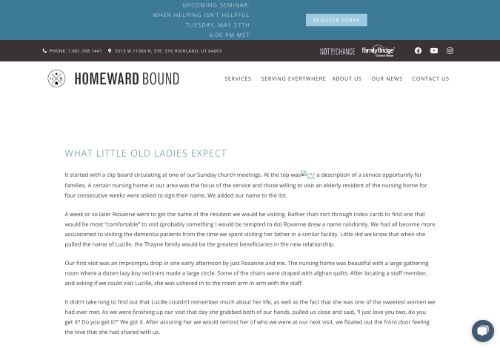 UPCOMING SEMINAR:
WHEN HELPING ISN'T HELPFUL
TUESDAY, MAY 27TH
6:00 PM MST
REGISTER TODAY
PHONE: 1.801.768.1441
5513 W 11000 N, STE. 316 HIGHLAND, UT 84003
NOT BY CHANCE
FamilyBridge
HOMEWARD BOUND
SERVICES
SERVING EVERYWHERE
ABOUT US
OUR NEWS
CONTACT US
WHAT LITTLE OLD LADIES EXPECT
It started with a clip board circulating at one of our Sunday church meetings. At the top was a description of a service opportunity for
families. A certain nursing home in our area was the focus of the service and those willing to visit an elderly resident of the nursing home for
four consecutive weeks were asked to sign their name. We added our name to the list.
A week or so later Roxanne went to get the name of the resident we would be visiting. Rather than sort through index cards to find one that
would be most "comfortable" to visit (probably something I would be tempted to do) Roxanne drew a name randomly. We had all become more
accustomed to visiting the dementia patients from the time we spent visiting her father in a similar facility. Little did we know that when she
pulled the name of Lucille, the Thayne family would be the greatest beneficiaries in the new relationship.
Our first visit was an impromptu drop in one early afternoon by just Roxanne and me. The nursing home was beautiful with a large gathering
room where a dozen lazy boy recliners made a large circle. Some of the chairs were draped with afghan quilts. After locating a staff member,
and asking if we could visit Lucille, she was ushered in to the room arm in arm with the staff.
It didn't take long to find out that Lucille couldn't remember much about her life, as well as the fact that she was one of the sweetest women we
had ever met. As we were finishing up our visit that day she grabbed both of our hands, pulled us close and said, "I just love you two, do you
get it? Do you get it?" We got it. After assuring her we would remind her of who we were at our next visit, we floated out the front door feeling
the love that she had shared with us.